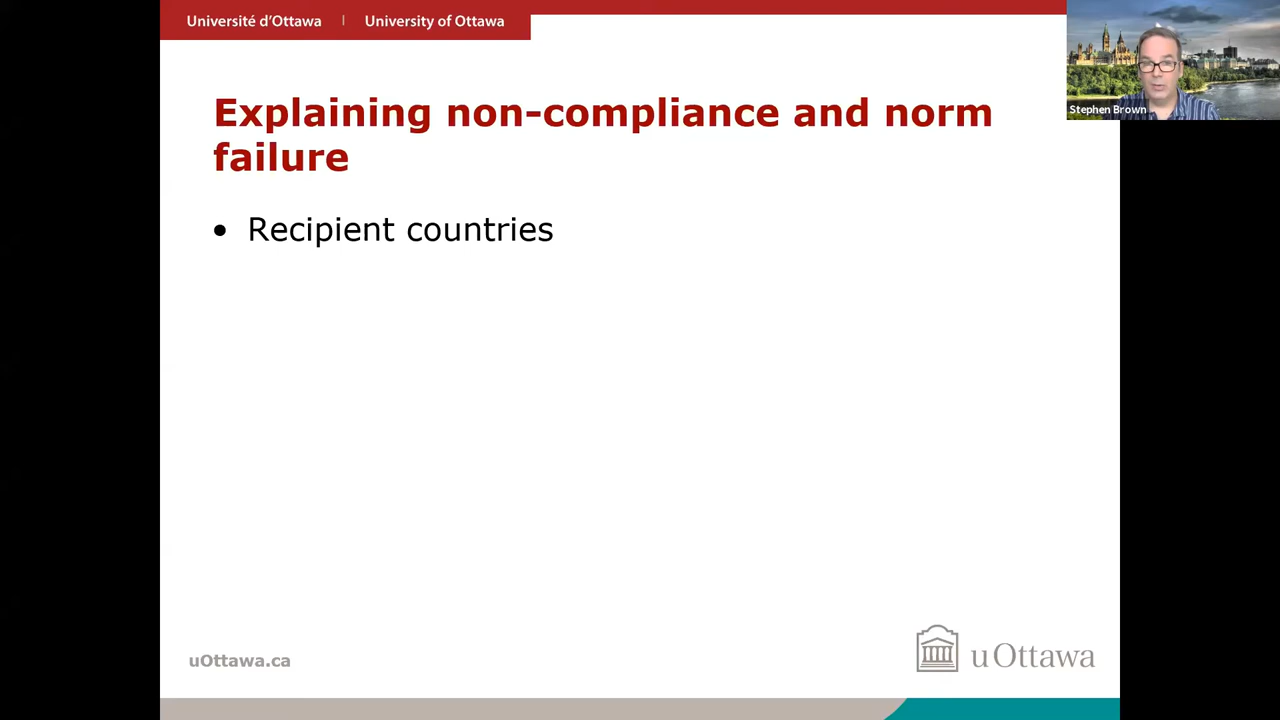 Université d'Ottawa | University of Ottawa
Stephen Brown
Explaining non-compliance and norm
failure
• Recipient countries
uOttawa.ca
uOttawa